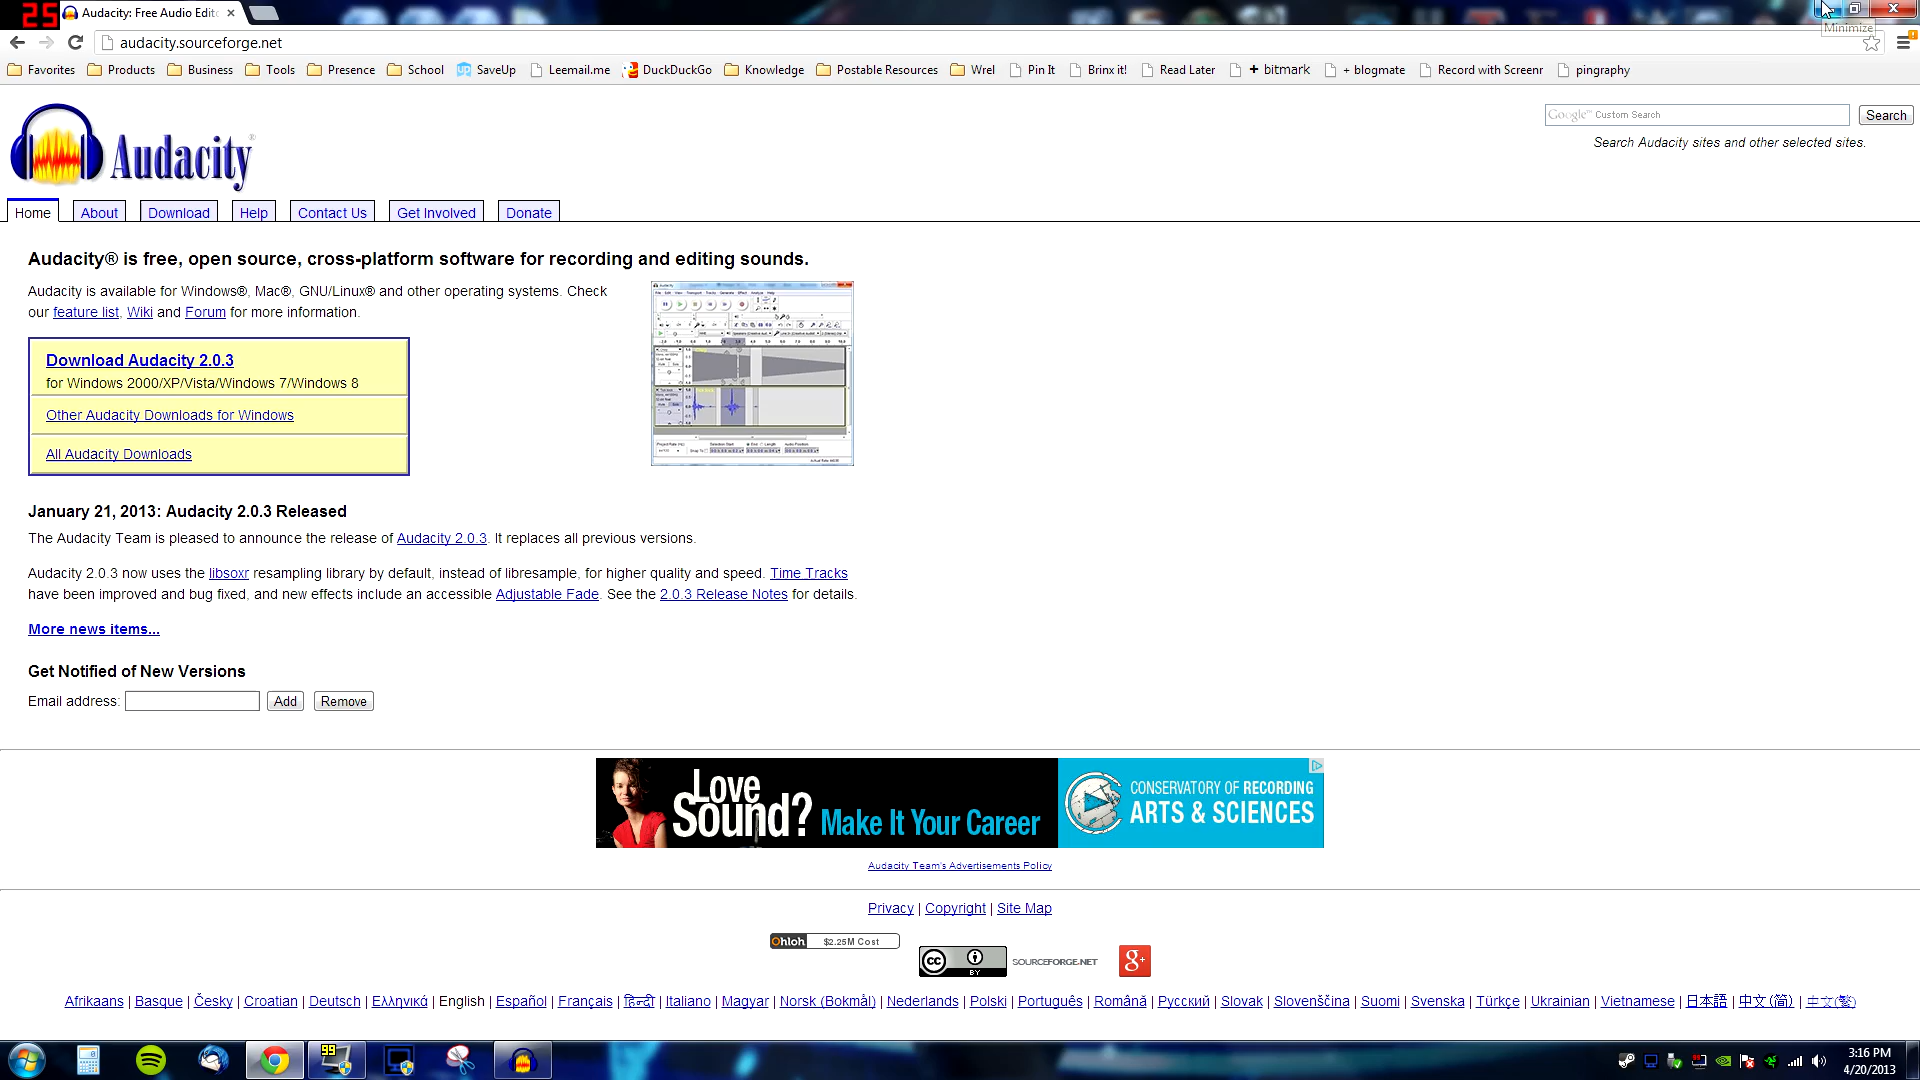 25
Audacity: Free Audio Edito
Minimize
audacity.sourceforge.net
Favorites Products Business Tools Presence School SaveUp Leemail.me DuckDuckGo Knowledge Postable Resources Wrel Pin It Brinx it! Read Later + bitmark + blogmate Record with Screenr pingraphy
Audacity®
Google™ Custom Search Search
Search Audacity sites and other selected sites.
Home About Download Help Contact Us Get Involved Donate
Audacity® is free, open source, cross-platform software for recording and editing sounds.
Audacity is available for Windows®, Mac®, GNU/Linux® and other operating systems. Check
our feature list, Wiki and Forum for more information.
Download Audacity 2.0.3
for Windows 2000/XP/Vista/Windows 7/Windows 8
Other Audacity Downloads for Windows
All Audacity Downloads
January 21, 2013: Audacity 2.0.3 Released
The Audacity Team is pleased to announce the release of Audacity 2.0.3. It replaces all previous versions.
Audacity 2.0.3 now uses the libsoxr resampling library by default, instead of libresample, for higher quality and speed. Time Tracks
have been improved and bug fixed, and new effects include an accessible Adjustable Fade. See the 2.0.3 Release Notes for details.
More news items...
Get Notified of New Versions
Email address: Add Remove
Love
Sound? Make It Your Career
CONSERVATORY OF RECORDING
ARTS & SCIENCES
Audacity Team's Advertisements Policy
Privacy | Copyright | Site Map
Ohloh $2.25M Cost
cc BY SOURCEFORGE.NET g+
Afrikaans | Basque | Česky | Croatian | Deutsch | Ελληνικά | English | Español | Français | हिन्दी | Italiano | Magyar | Norsk (Bokmål) | Nederlands | Polski | Português | Română | Русский | Slovak | Slovenščina | Suomi | Svenska | Türkçe | Ukrainian | Vietnamese | 日本語 | 中文(简) | 中文(繁)
99
3:16 PM
4/20/2013